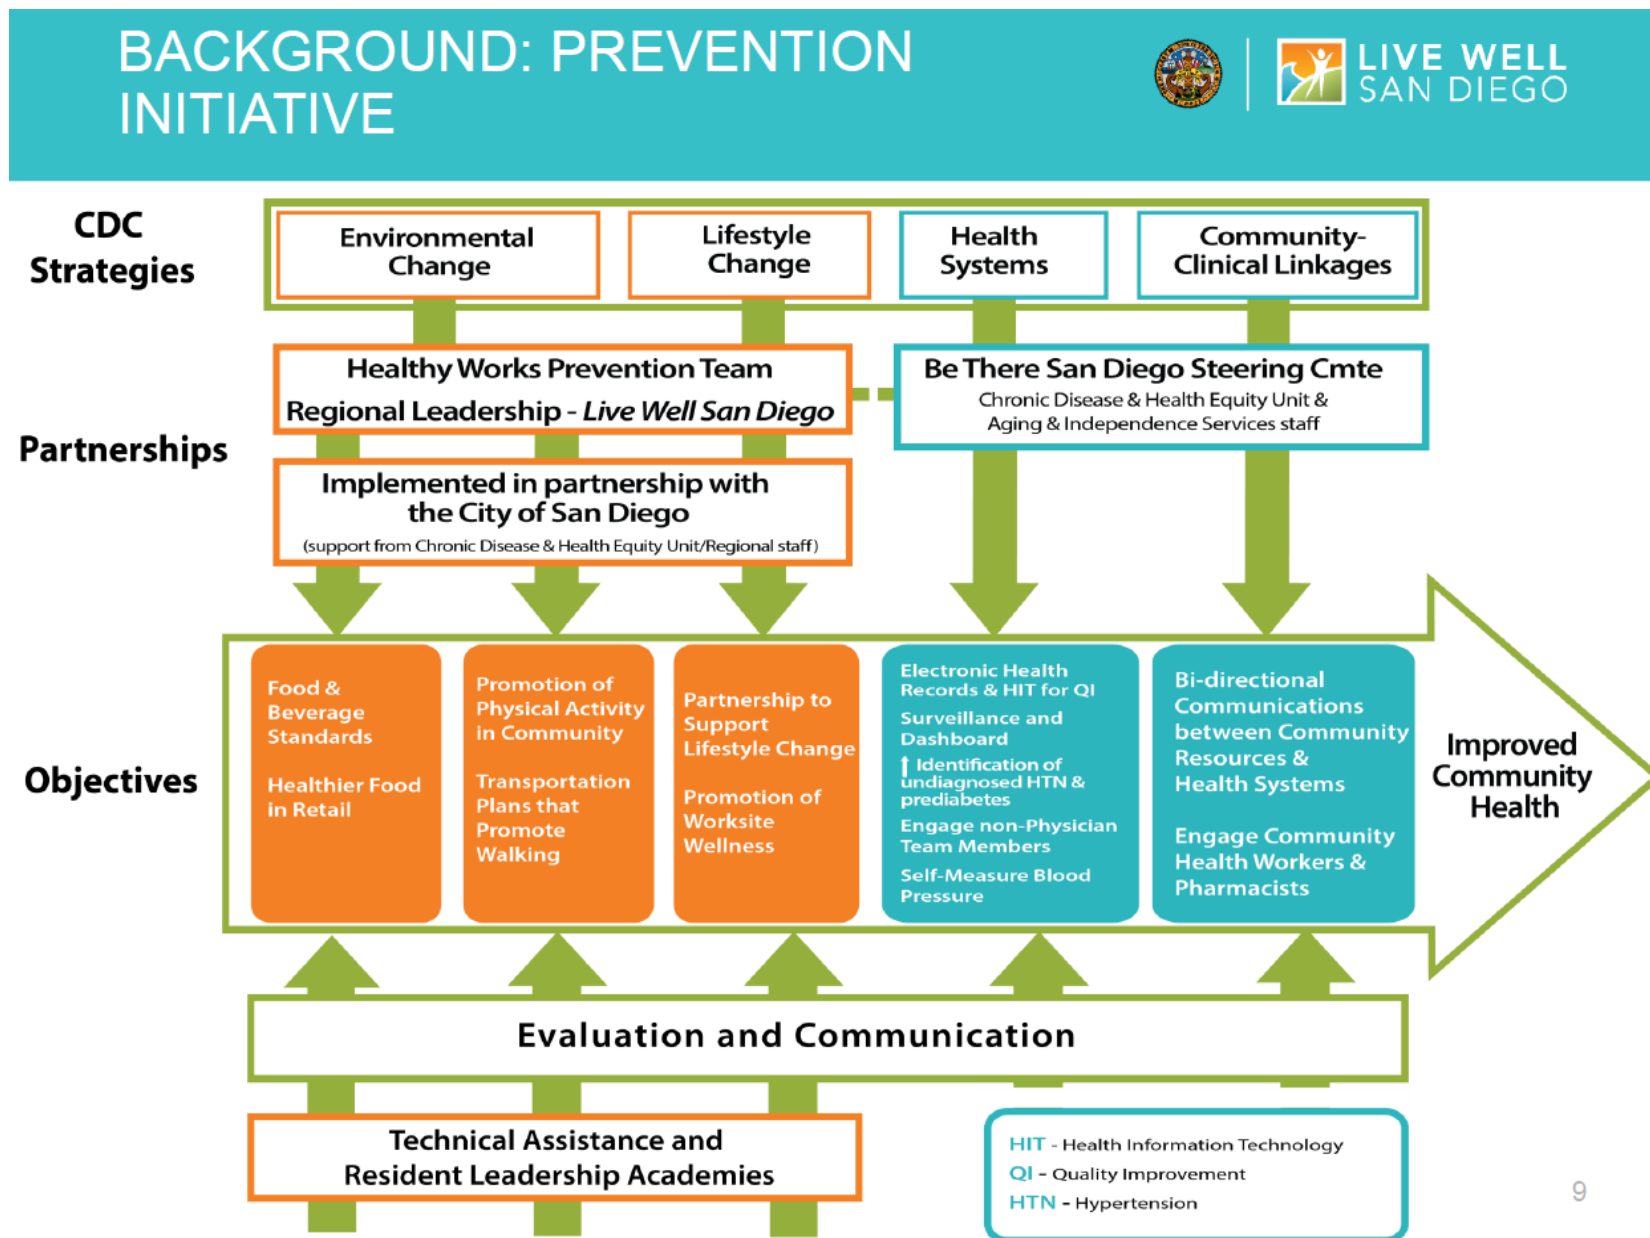 BACKGROUND: PREVENTION
INITIATIVE
LIVE WELL
SAN DIEGO
CDC
Strategies
Environmental
Change
Lifestyle
Change
Health
Systems
Community-
Clinical Linkages
Partnerships
Healthy Works Prevention Team
Regional Leadership - Live Well San Diego
Be There San Diego Steering Cmte
Chronic Disease & Health Equity Unit &
Aging & Independence Services staff
Implemented in partnership with
the City of San Diego
(support from Chronic Disease & Health Equity Unit/Regional staff)
Objectives
Food &
Beverage
Standards
Healthier Food
in Retail
Promotion of
Physical Activity
in Community
Transportation
Plans that
Promote
Walking
Partnership to
Support
Lifestyle Change
Promotion of
Worksite
Wellness
Electronic Health
Records & HIT for QI
Surveillance and
Dashboard
↑ Identification of
undiagnosed HTN &
prediabetes
Engage non-Physician
Team Members
Self-Measure Blood
Pressure
Bi-directional
Communications
between Community
Resources &
Health Systems
Engage Community
Health Workers &
Pharmacists
Improved
Community
Health
Evaluation and Communication
Technical Assistance and
Resident Leadership Academies
HIT - Health Information Technology
QI - Quality Improvement
HTN - Hypertension
9